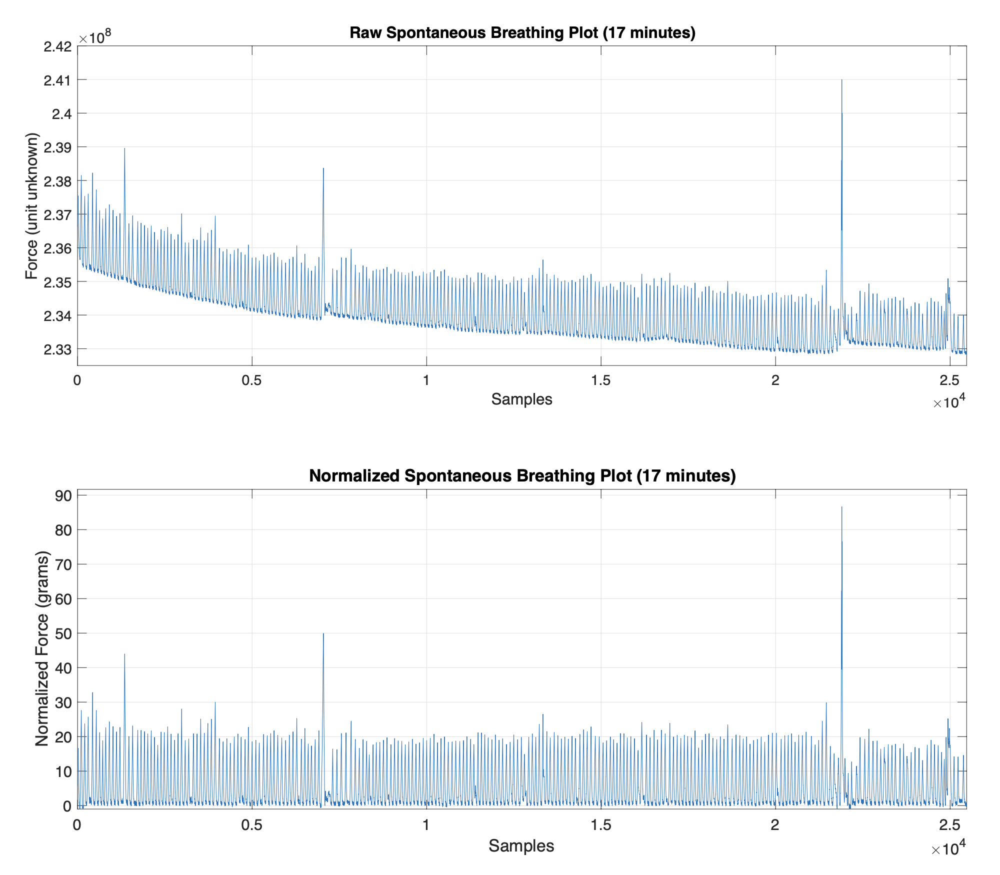 Raw Spontaneous Breathing Plot (17 minutes)
×10^8
2.42
2.41
2.4
2.39
2.38
2.37
2.36
2.35
2.34
2.33
Force (unit unknown)
0 0.5 1 1.5 2 2.5
Samples
×10^4
Normalized Spontaneous Breathing Plot (17 minutes)
90
80
70
60
50
40
30
20
10
0
Normalized Force (grams)
0 0.5 1 1.5 2 2.5
Samples
×10^4